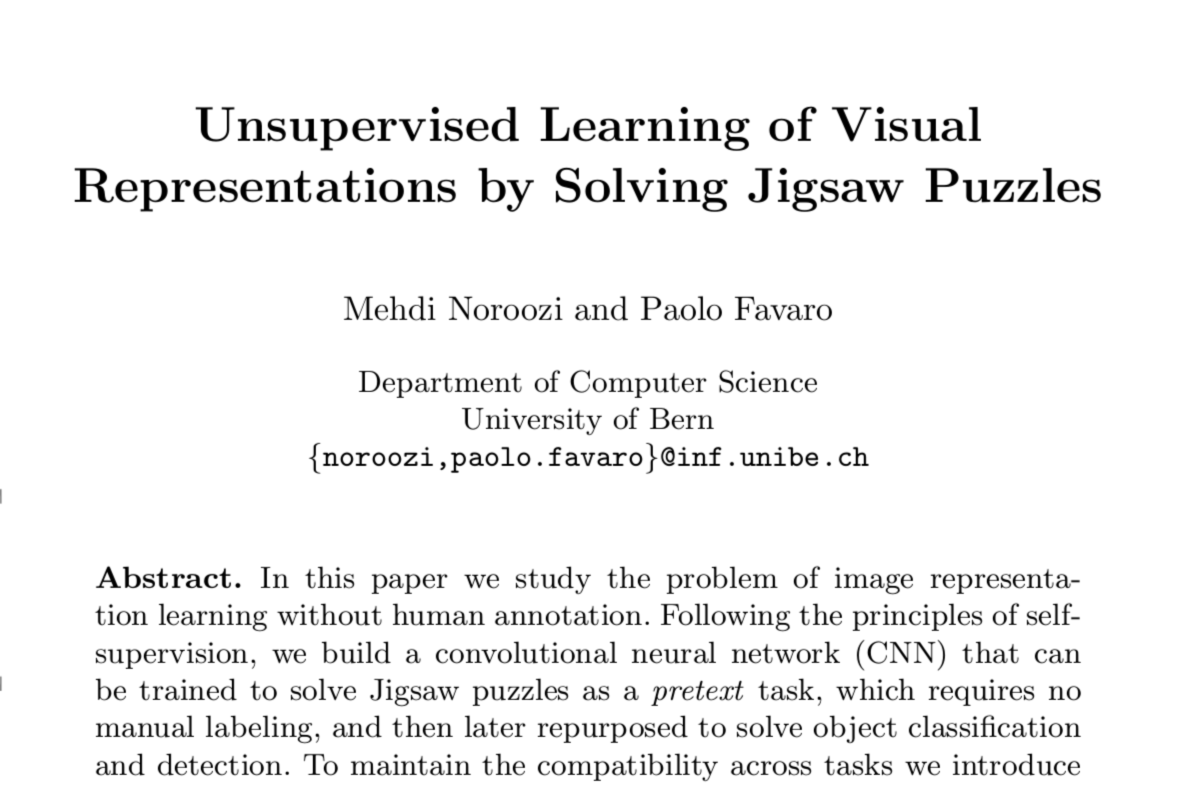 Unsupervised Learning of Visual
Representations by Solving Jigsaw Puzzles
Mehdi Noroozi and Paolo Favaro
Department of Computer Science
University of Bern
{noroozi,paolo.favaro}@inf.unibe.ch
Abstract. In this paper we study the problem of image representa-
tion learning without human annotation. Following the principles of self-
supervision, we build a convolutional neural network (CNN) that can
be trained to solve Jigsaw puzzles as a pretext task, which requires no
manual labeling, and then later repurposed to solve object classification
and detection. To maintain the compatibility across tasks we introduce